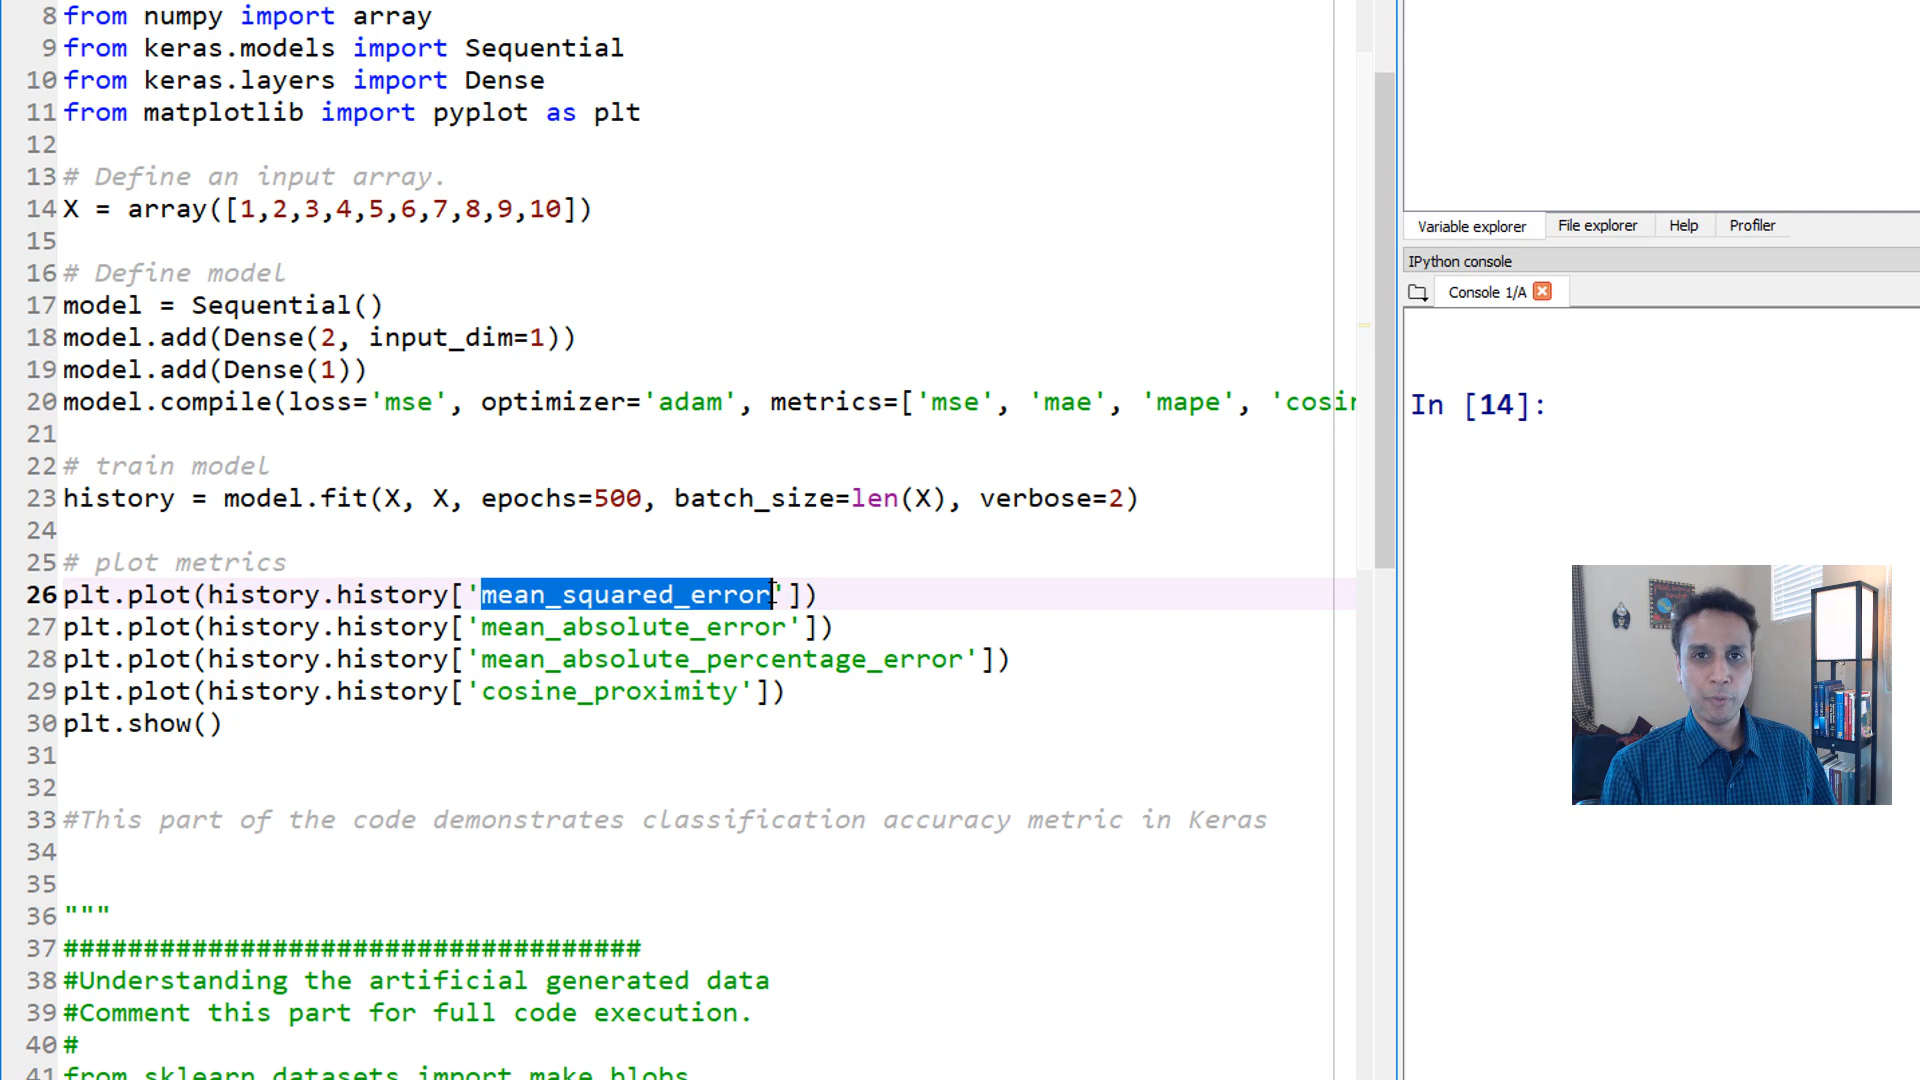 8 from numpy import array
9 from keras.models import Sequential
10 from keras.layers import Dense
11 from matplotlib import pyplot as plt
12
13 # Define an input array.
14 X = array([1,2,3,4,5,6,7,8,9,10])
15
16 # Define model
17 model = Sequential()
18 model.add(Dense(2, input_dim=1))
19 model.add(Dense(1))
20 model.compile(loss='mse', optimizer='adam', metrics=['mse', 'mae', 'mape', 'cosin
21
22 # train model
23 history = model.fit(X, X, epochs=500, batch_size=len(X), verbose=2)
24
25 # plot metrics
26 plt.plot(history.history['mean_squared_error'])
27 plt.plot(history.history['mean_absolute_error'])
28 plt.plot(history.history['mean_absolute_percentage_error'])
29 plt.plot(history.history['cosine_proximity'])
30 plt.show()
31
32
33 #This part of the code demonstrates classification accuracy metric in Keras
34
35
36 """
37 ####################################
38 #Understanding the artificial generated data
39 #Comment this part for full code execution.
40 #
41 from sklearn.datasets import make_blobs
Variable explorer File explorer Help Profiler
IPython console
Console 1/A
In [14]: